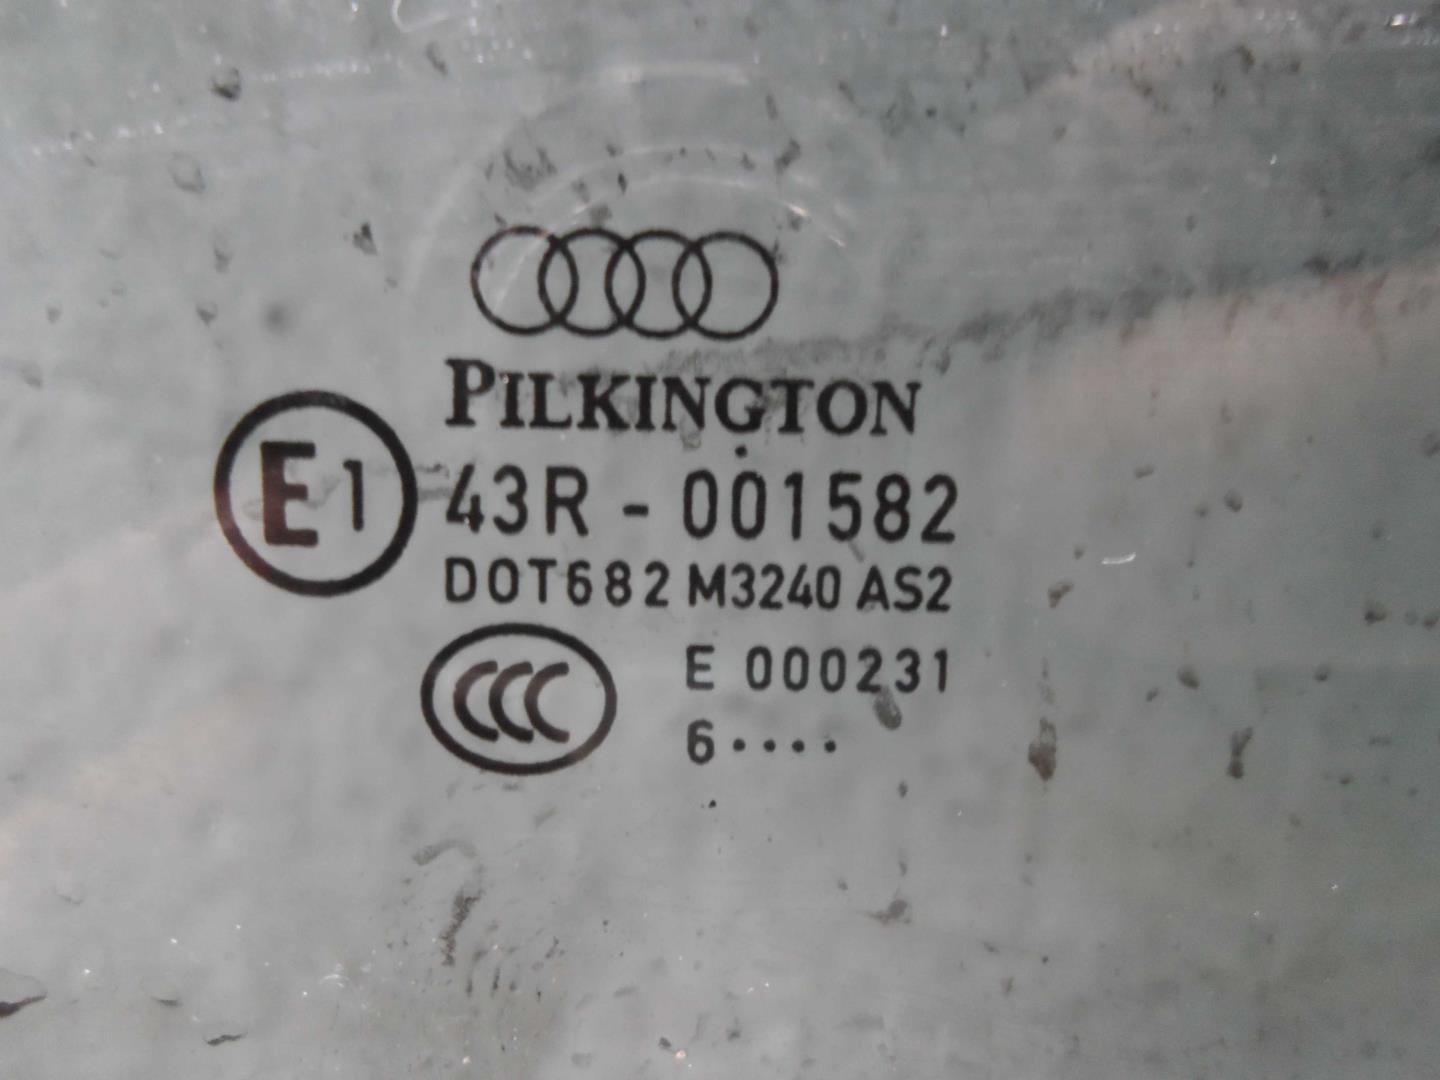 PILKINGTON
E1 43R - 001582
DOT682 M3240 AS2
CCC E 000231
6 ····